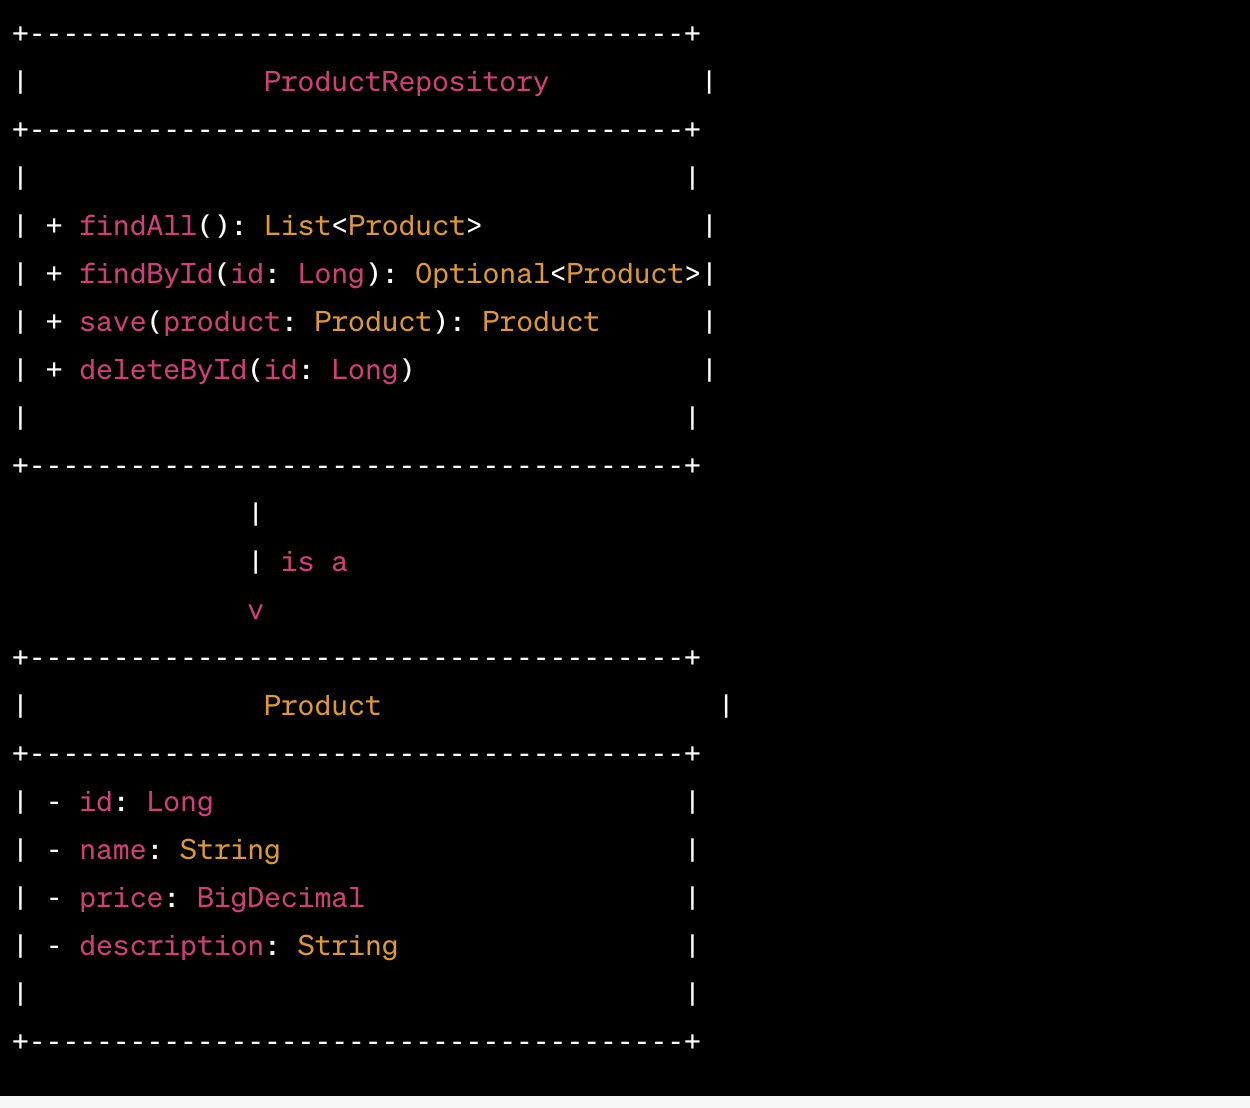 +---------------------------------------+
|              ProductRepository         |
+---------------------------------------+
|                                       |
| + findAll(): List<Product>             |
| + findById(id: Long): Optional<Product>|
| + save(product: Product): Product      |
| + deleteById(id: Long)                 |
|                                       |
+---------------------------------------+
              |
              | is a
              v
+---------------------------------------+
|              Product                    |
+---------------------------------------+
| - id: Long                            |
| - name: String                        |
| - price: BigDecimal                   |
| - description: String                 |
|                                       |
+---------------------------------------+